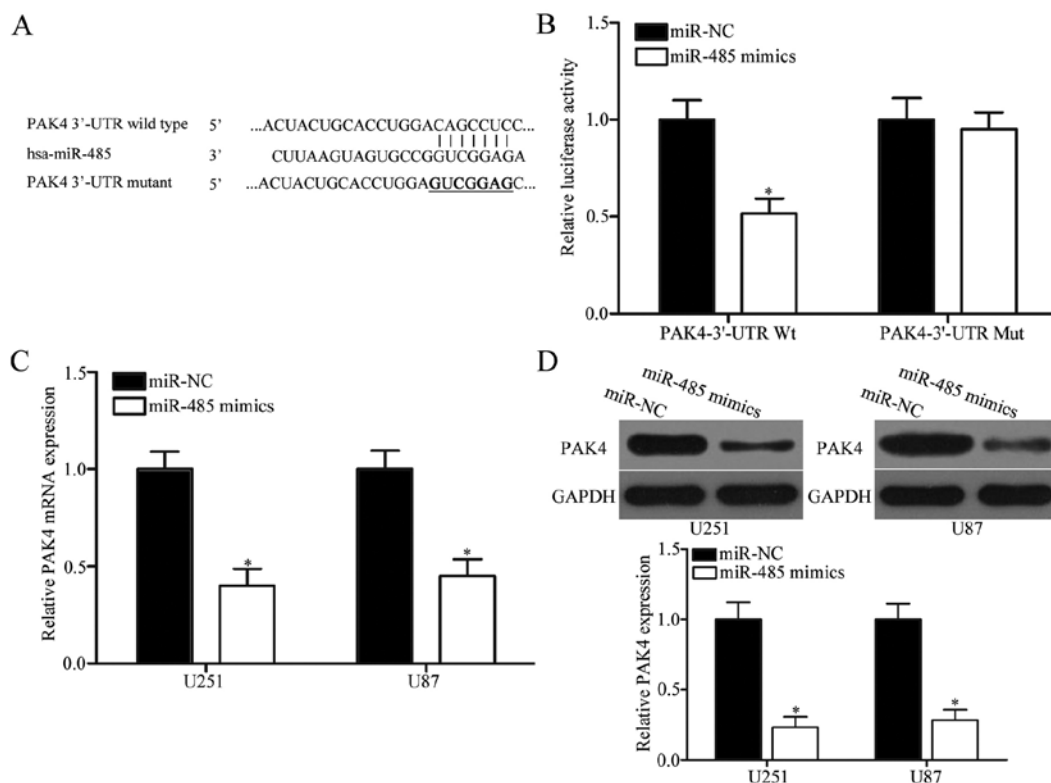 A
PAK4 3'-UTR wild type 5' ...ACUACUGCACCUGGACAGCCUCC...
hsa-miR-485 3' CUUAAGUAGUGCCGGUCGGAGA
PAK4 3'-UTR mutant 5' ...ACUACUGCACCUGGAGUCGGAGC...
B
Relative luciferase activity
1.5
1.0
0.5
0.0
miR-NC
miR-485 mimics
*
PAK4-3'-UTR Wt PAK4-3'-UTR Mut
C
Relative PAK4 mRNA expression
1.5
1.0
0.5
0.0
miR-NC
miR-485 mimics
* *
U251 U87
D
miR-NC miR-485 mimics miR-NC miR-485 mimics
PAK4 PAK4
GAPDH GAPDH
U251 U87
Relative PAK4 expression
1.5
1.0
0.5
0.0
miR-NC
miR-485 mimics
* *
U251 U87